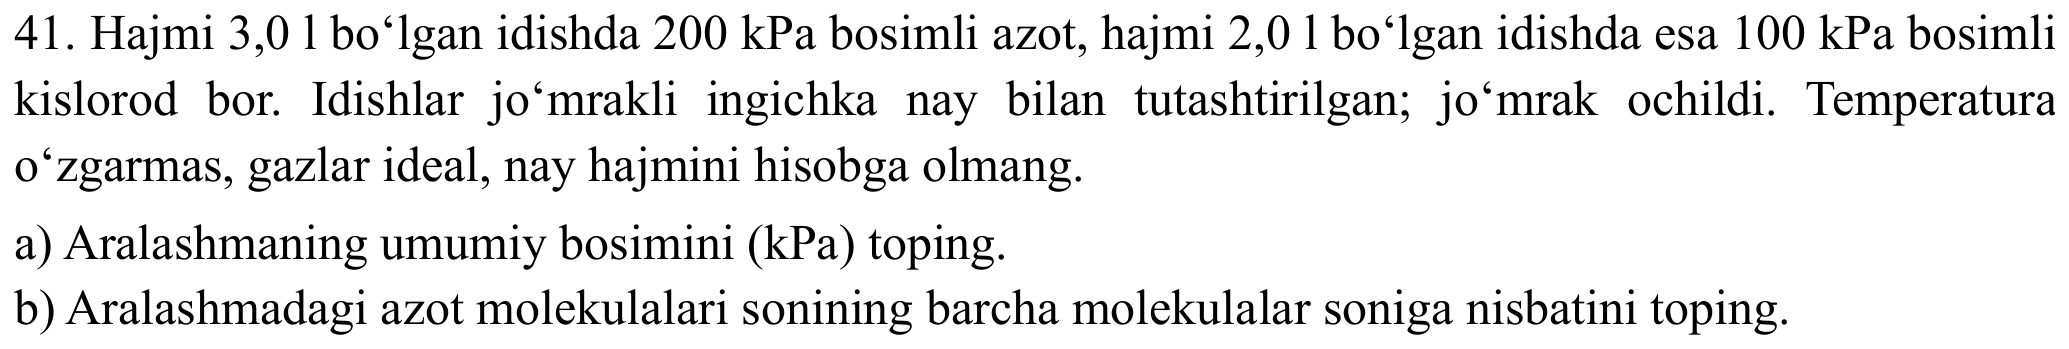 41. Hajmi 3,0 l bo‘lgan idishda 200 kPa bosimli azot, hajmi 2,0 l bo‘lgan idishda esa 100 kPa bosimli
kislorod bor. Idishlar jo‘mrakli ingichka nay bilan tutashtirilgan; jo‘mrak ochildi. Temperatura
o‘zgarmas, gazlar ideal, nay hajmini hisobga olmang.
a) Aralashmaning umumiy bosimini (kPa) toping.
b) Aralashmadagi azot molekulalari sonining barcha molekulalar soniga nisbatini toping.